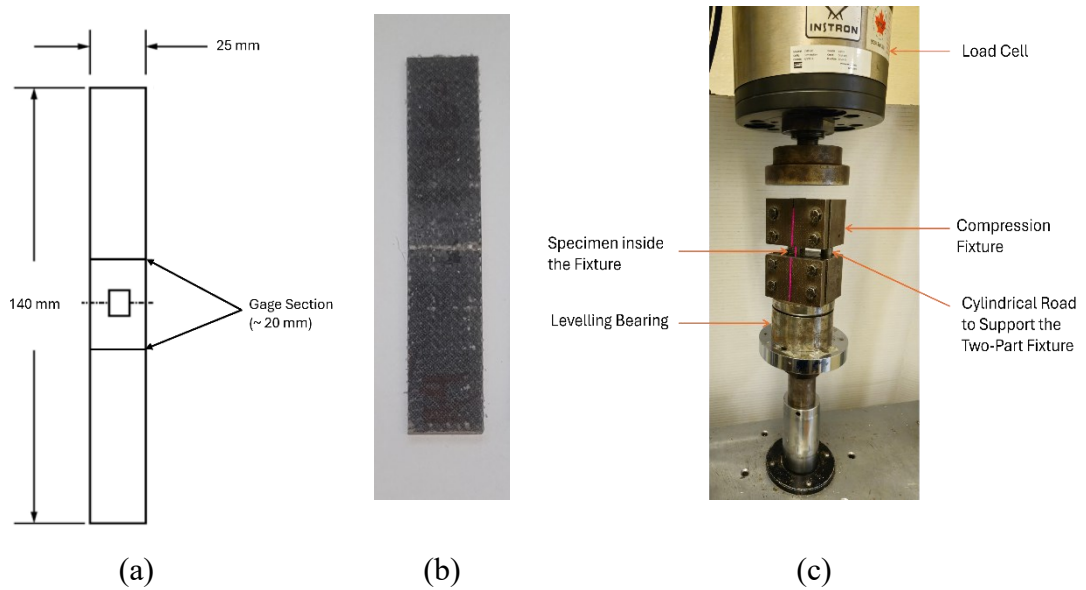 25 mm
140 mm
Gage Section
(~ 20 mm)
INSTRON
Load Cell
Compression
Fixture
Specimen inside
the Fixture
Levelling Bearing
Cylindrical Road
to Support the
Two-Part Fixture
(a)
(b)
(c)